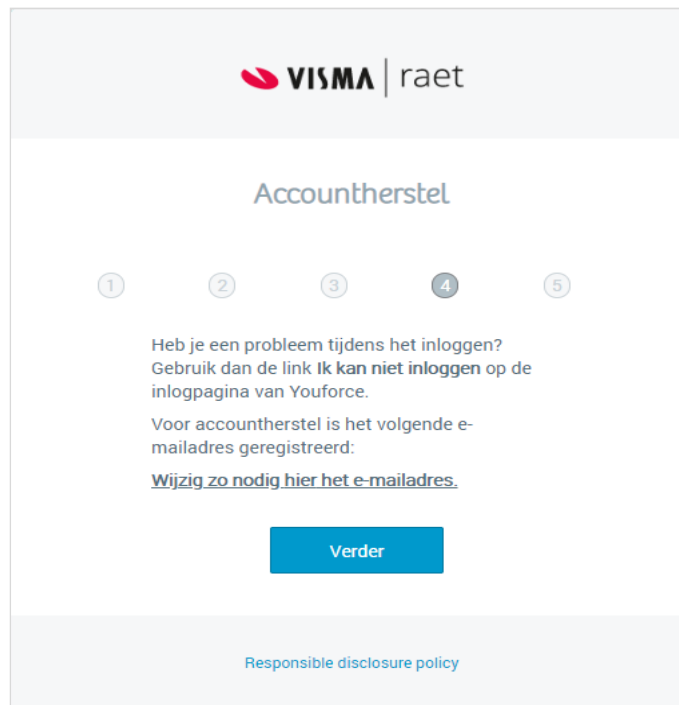 VISMA | raet
Accountherstel
1 2 3 4 5
Heb je een probleem tijdens het inloggen?
Gebruik dan de link Ik kan niet inloggen op de
inlogpagina van Youforce.
Voor accountherstel is het volgende e-
mailadres geregistreerd:
Wijzig zo nodig hier het e-mailadres.
Verder
Responsible disclosure policy